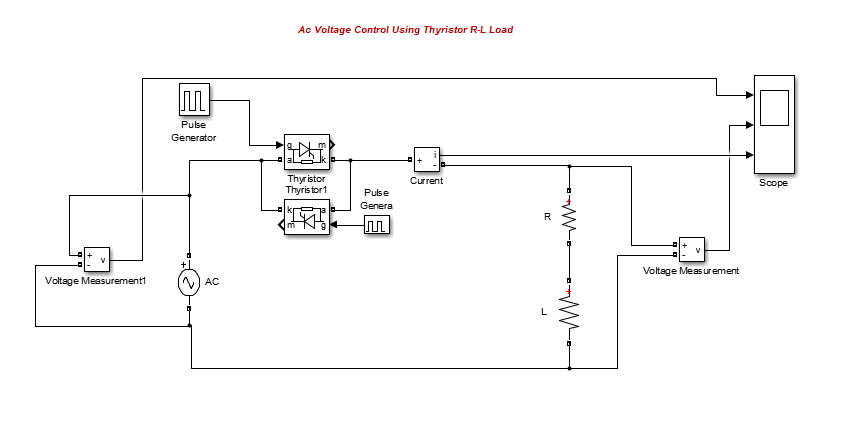 Ac Voltage Control Using Thyristor R-L Load
Pulse
Generator
g
m
a
k
Thyristor
Thyristor1
k
a
m
g
Pulse
Genera
+
i
-
Current
Scope
R
+
L
+
+
-
v
Voltage Measurement
+
-
v
Voltage Measurement1
+
AC